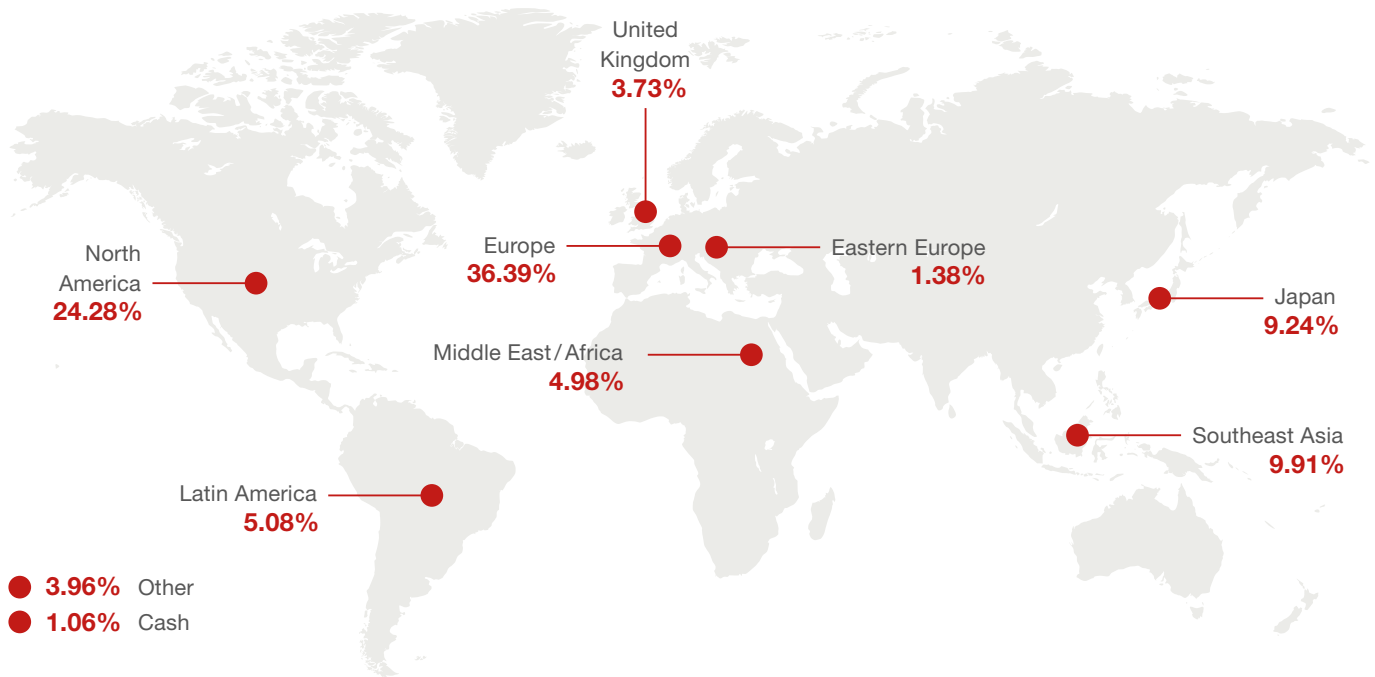 United
Kingdom
3.73%
North
America
24.28%
Europe
36.39%
Eastern Europe
1.38%
Japan
9.24%
Middle East/Africa
4.98%
Southeast Asia
9.91%
Latin America
5.08%
3.96% Other
1.06% Cash